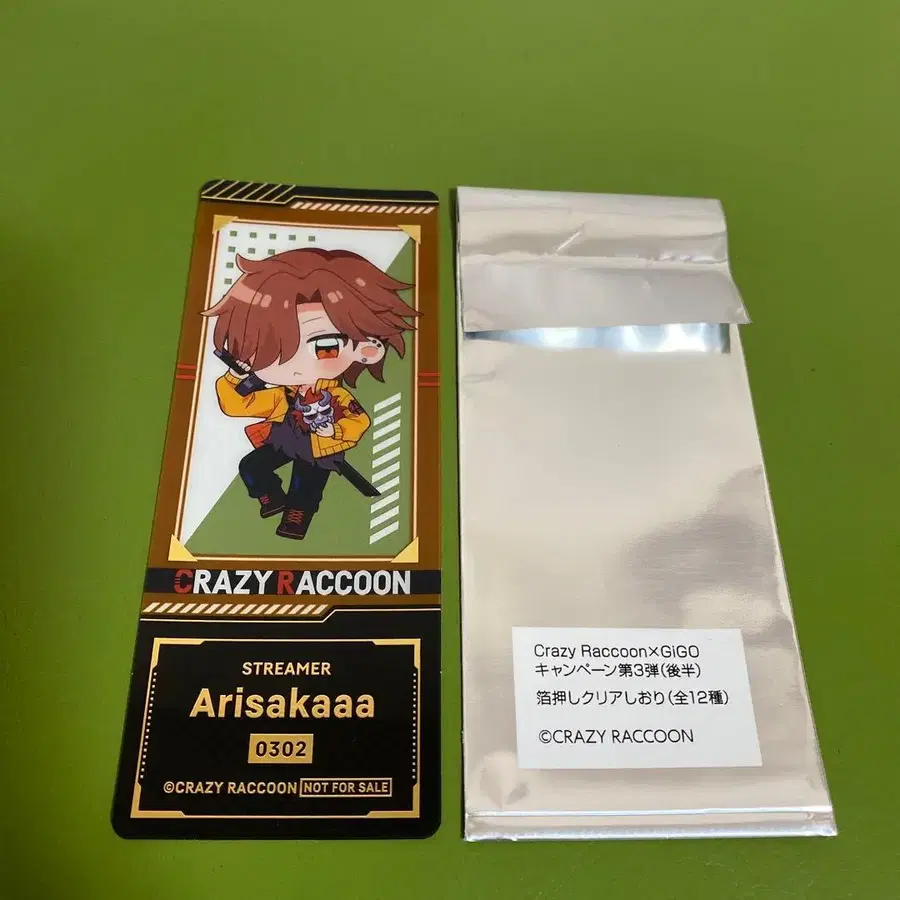 CRAZY RACCOON
STREAMER
Arisakaaa
0302
©CRAZY RACCOON NOT FOR SALE
Crazy Raccoon×GiGO
キャンペーン第3弾(後半)
箔押しクリアしおり(全12種)
©CRAZY RACCOON